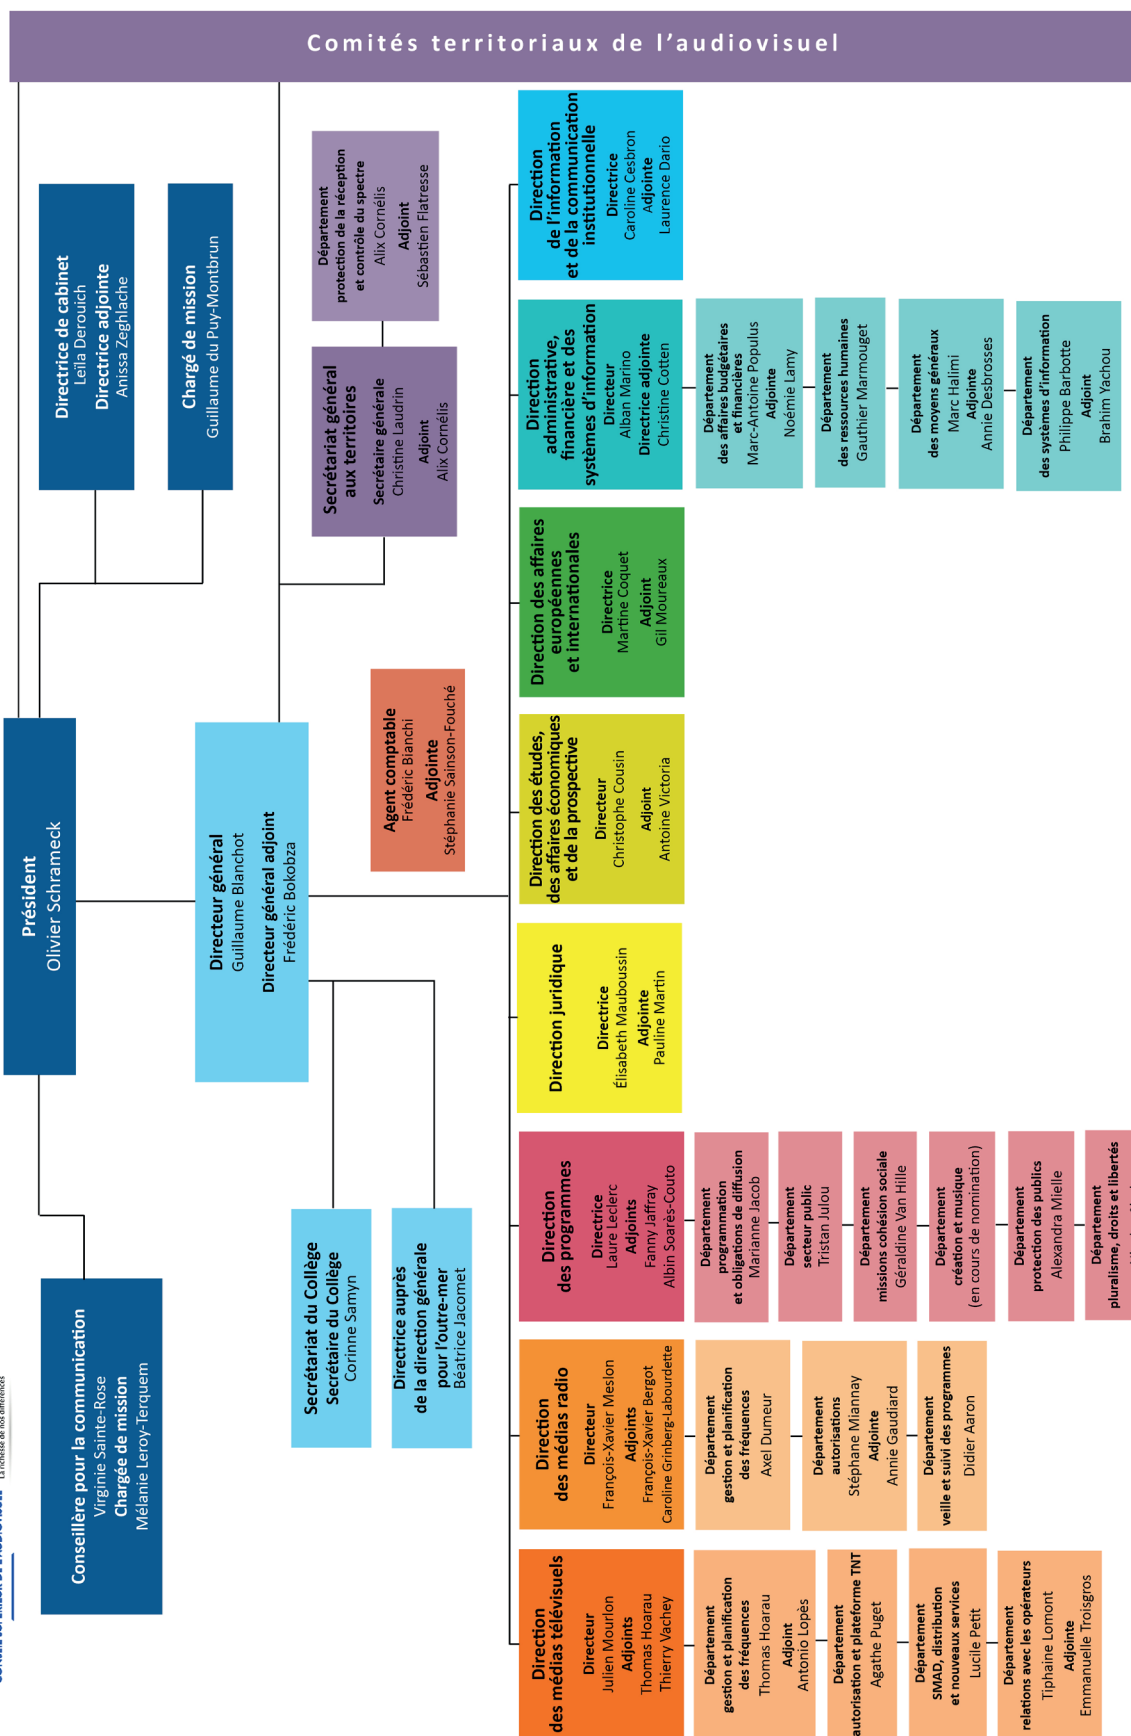 La richesse de nos différences
Président
Olivier Schrameck
Conseillère pour la communication
Virginie Sainte-Rose
Chargée de mission
Mélanie Leroy-Terquem
Directrice de cabinet
Leïla Derouich
Directrice adjointe
Anissa Zeghlache
Chargé de mission
Guillaume du Puy-Montbrun
Directeur général
Guillaume Blanchot
Directeur général adjoint
Frédéric Bokobza
Secrétariat du Collège
Secrétaire du Collège
Corinne Samyn
Directrice auprès
de la direction générale
pour l'outre-mer
Béatrice Jacomet
Agent comptable
Frédéric Bianchi
Adjointe
Stéphanie Sainson-Fouché
Secrétariat général
aux territoires
Secrétaire générale
Christine Laudrin
Adjoint
Alix Cornélis
Département
protection de la réception
et contrôle du spectre
Alix Cornélis
Adjoint
Sébastien Flatresse
Comités territoriaux de l'audiovisuel
Direction
des médias télévisuels
Directeur
Julien Mourlon
Adjoints
Thomas Hoarau
Thierry Vachey
Département
gestion et planification
des fréquences
Thomas Hoarau
Adjoint
Antonio Lopès
Département
autorisation et plateforme TNT
Agathe Puget
Département
SMAD, distribution
et nouveaux services
Lucile Petit
Département
relations avec les opérateurs
Tiphaine Lomont
Adjointe
Emmanuelle Troisgros
Direction
des médias radio
Directeur
François-Xavier Meslon
Adjoints
François-Xavier Bergot
Caroline Grinberg-Labourdette
Département
gestion et planification
des fréquences
Axel Dumeur
Département
autorisations
Stéphane Miannay
Adjointe
Annie Gaudiard
Département
veille et suivi des programmes
Didier Aaron
Direction
des programmes
Directrice
Laure Leclerc
Adjoints
Fanny Jaffray
Albin Soarès-Couto
Département
programmation
et obligations de diffusion
Marianne Jacob
Département
secteur public
Tristan Julou
Département
missions cohésion sociale
Géraldine Van Hille
Département
création et musique
(en cours de nomination)
Département
protection des publics
Alexandra Mielle
Département
pluralisme, droits et libertés
Direction juridique
Directrice
Élisabeth Mauboussin
Adjointe
Pauline Martin
Direction des études,
des affaires économiques
et de la prospective
Directeur
Christophe Cousin
Adjoint
Antoine Victoria
Direction des affaires
européennes
et internationales
Directrice
Martine Coquet
Adjoint
Gil Moureaux
Direction
administrative,
financière et des
systèmes d'information
Directeur
Alban Marino
Directrice adjointe
Christine Cotten
Département
des affaires budgétaires
et financières
Marc-Antoine Populus
Adjointe
Noémie Lamy
Département
des ressources humaines
Gauthier Marmouget
Département
des moyens généraux
Marc Halimi
Adjointe
Annie Desbrosses
Département
des systèmes d'information
Philippe Barbotte
Adjoint
Brahim Yachou
Direction
de l'information
et de la communication
institutionnelle
Directrice
Caroline Cesbron
Adjointe
Laurence Dario